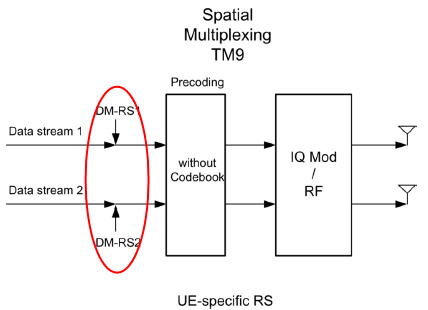 Spatial
Multiplexing
TM9
Precoding
DM-RS1
Data stream 1
without
Codebook
IQ Mod
/
RF
Data stream 2
DM-RS2
UE-specific RS